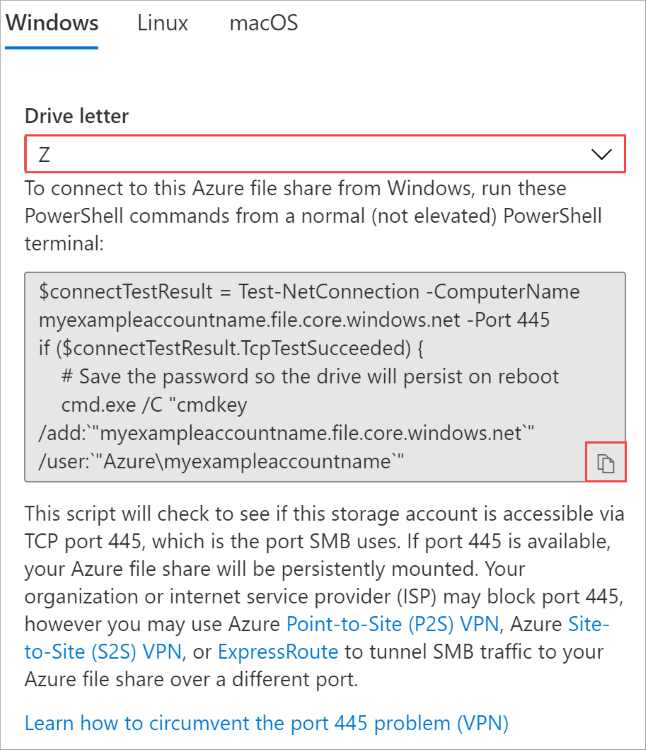 Windows Linux macOS
Drive letter
Z
To connect to this Azure file share from Windows, run these
PowerShell commands from a normal (not elevated) PowerShell
terminal:
$connectTestResult = Test-NetConnection -ComputerName
myexampleaccountname.file.core.windows.net -Port 445
if ($connectTestResult.TcpTestSucceeded) {
# Save the password so the drive will persist on reboot
cmd.exe /C "cmdkey
/add:`"myexampleaccountname.file.core.windows.net`"
/user:`"Azure\myexampleaccountname`"
This script will check to see if this storage account is accessible via
TCP port 445, which is the port SMB uses. If port 445 is available,
your Azure file share will be persistently mounted. Your
organization or internet service provider (ISP) may block port 445,
however you may use Azure Point-to-Site (P2S) VPN, Azure Site-
to-Site (S2S) VPN, or ExpressRoute to tunnel SMB traffic to your
Azure file share over a different port.
Learn how to circumvent the port 445 problem (VPN)